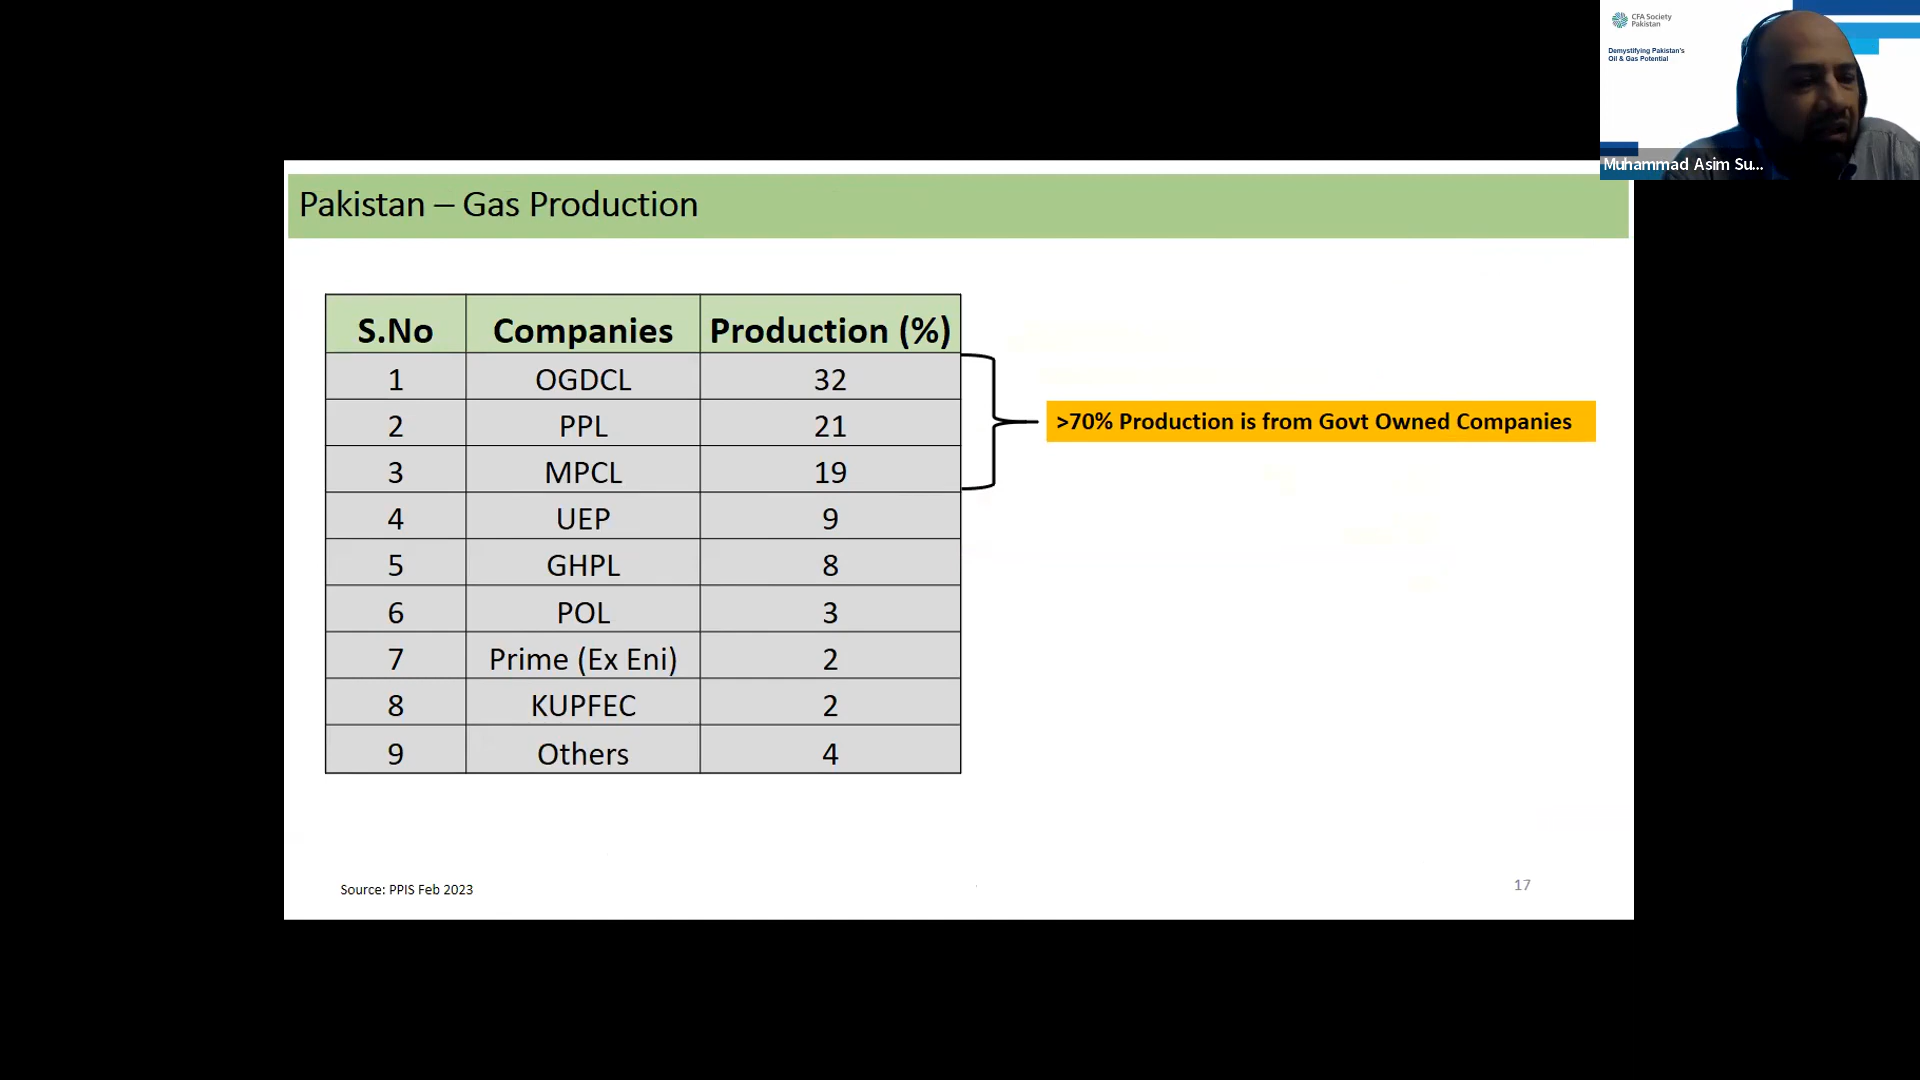 CFA Society
Pakistan
Demystifying Pakistan's
Oil & Gas Potential
Muhammad Asim Su...
Pakistan – Gas Production
S.No Companies Production (%)
1 OGDCL 32
2 PPL 21
3 MPCL 19
4 UEP 9
5 GHPL 8
6 POL 3
7 Prime (Ex Eni) 2
8 KUPFEC 2
9 Others 4
>70% Production is from Govt Owned Companies
Source: PPIS Feb 2023
17